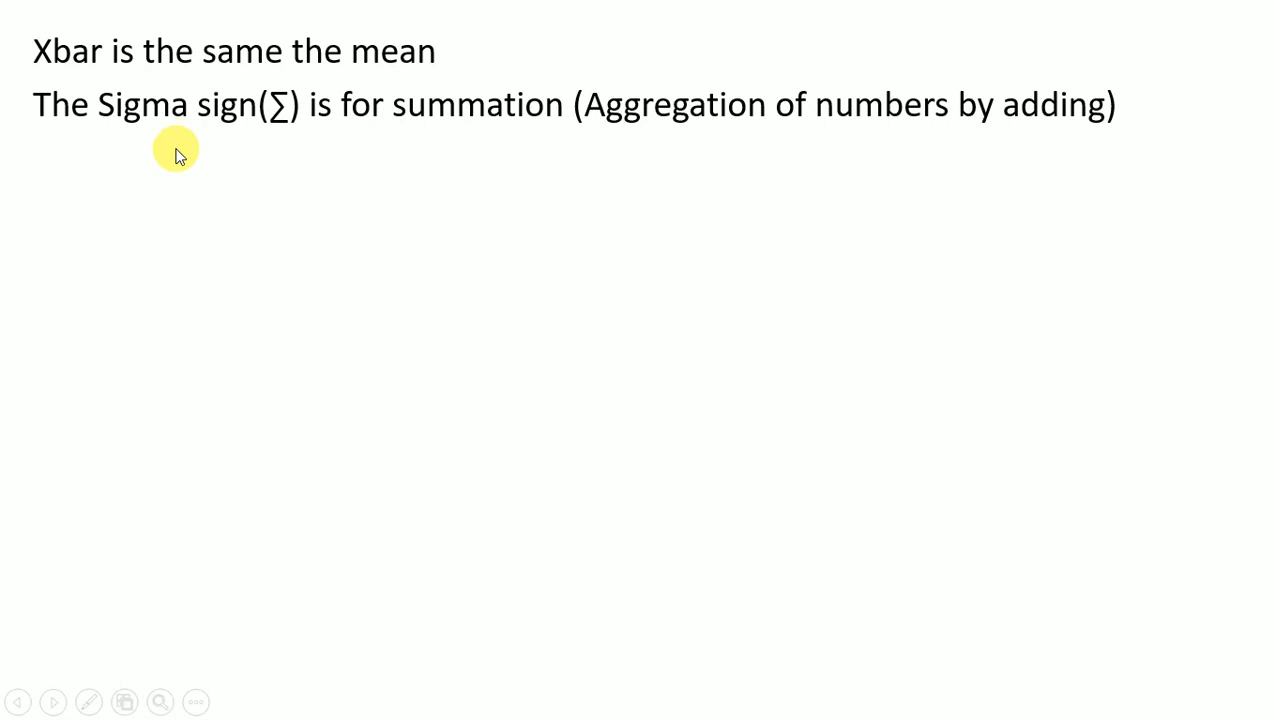 Xbar is the same the mean
The Sigma sign(∑) is for summation (Aggregation of numbers by adding)